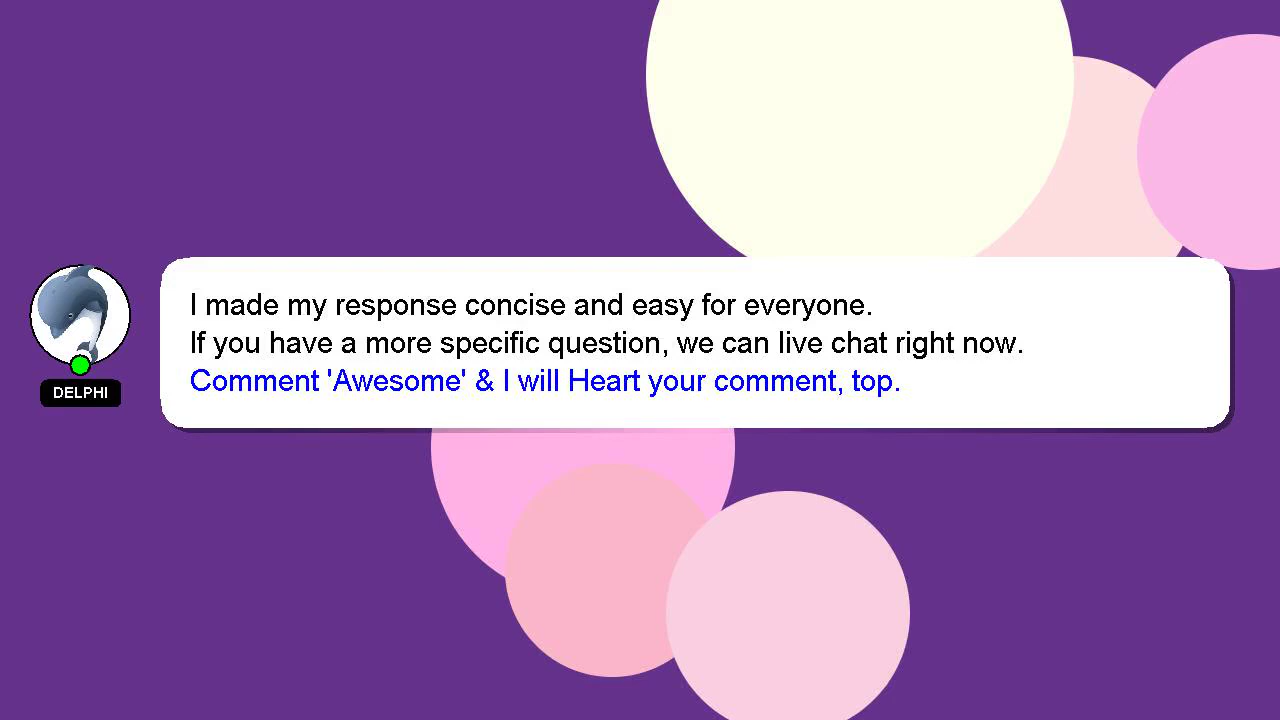 I made my response concise and easy for everyone.
If you have a more specific question, we can live chat right now.
Comment 'Awesome' & I will Heart your comment, top.
DELPHI